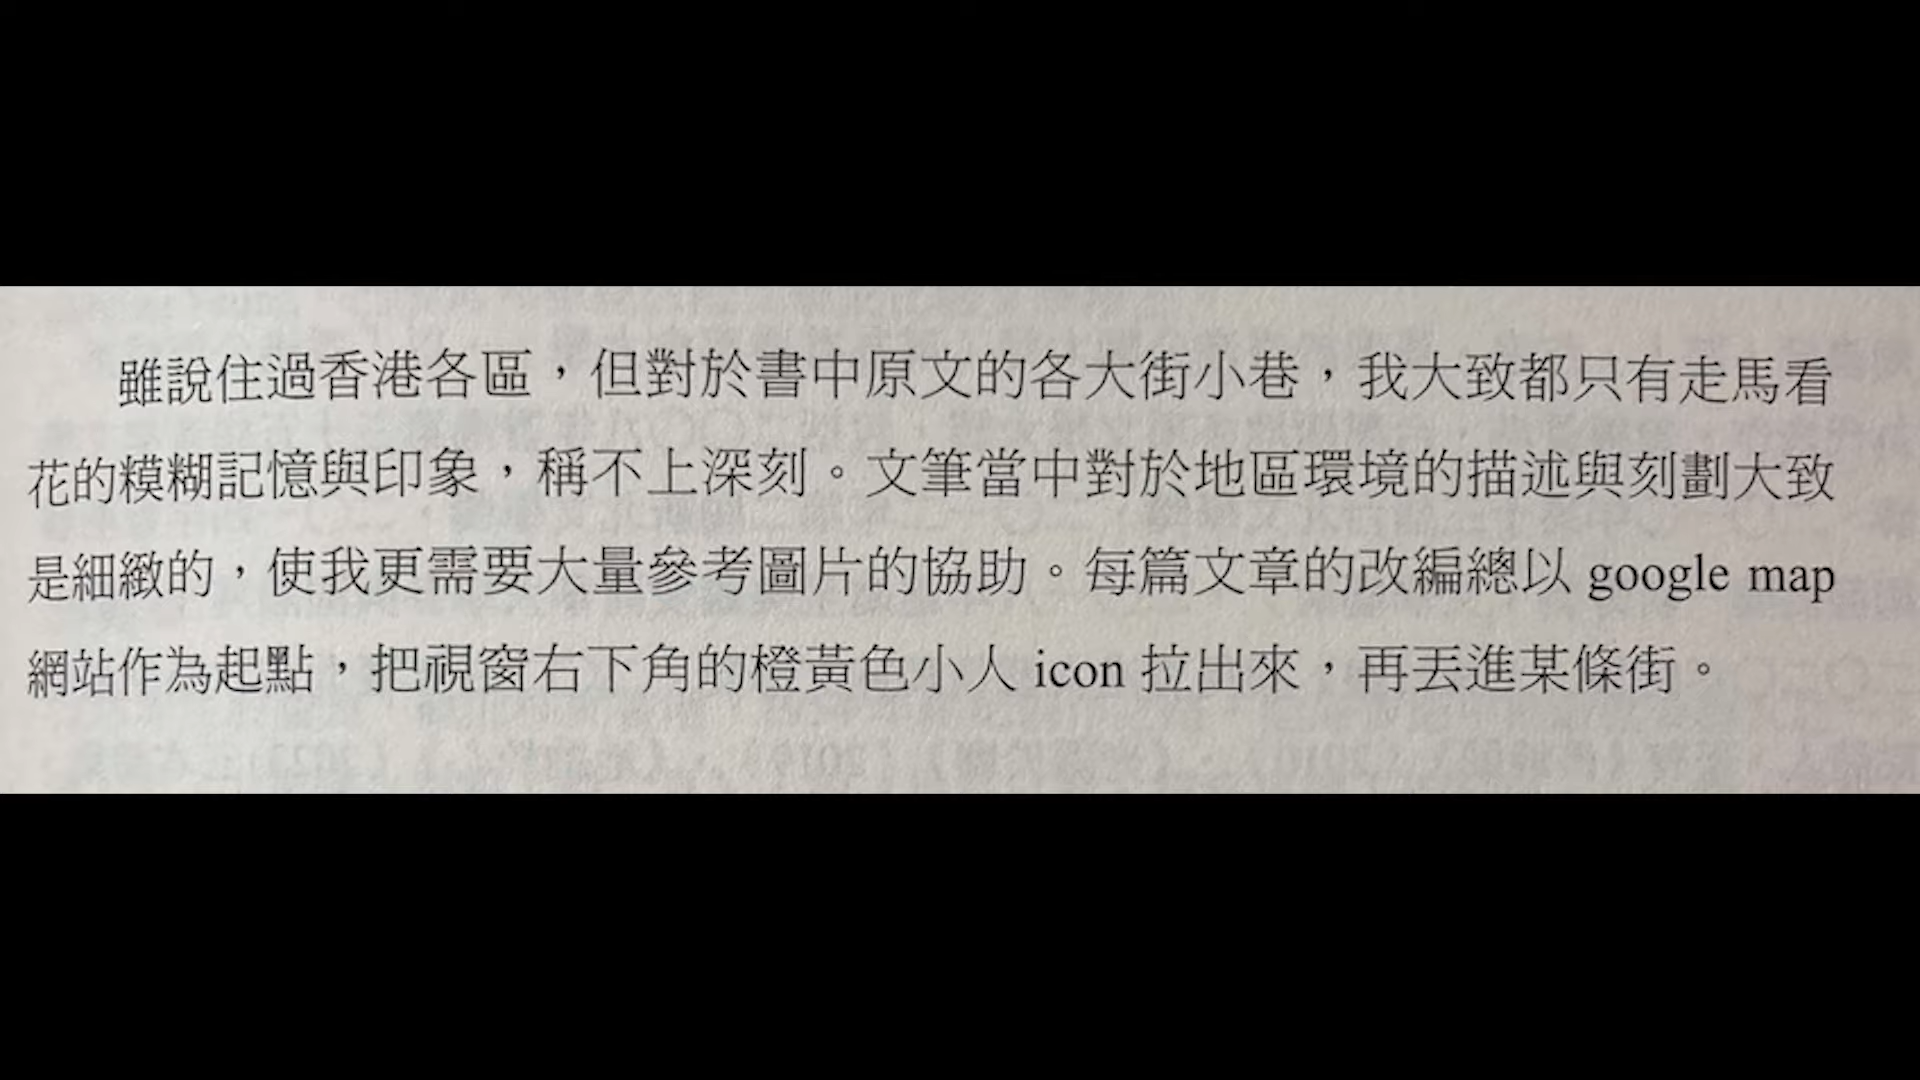 雖說住過香港各區，但對於書中原文的各大街小巷，我大致都只有走馬看
花的糢糊記憶與印象，稱不上深刻。文筆當中對於地區環境的描述與刻劃大致
是細緻的，使我更需要大量參考圖片的協助。每篇文章的改編總以 google map
網站作為起點，把視窗右下角的橙黃色小人 icon 拉出來，再丟進某條街。